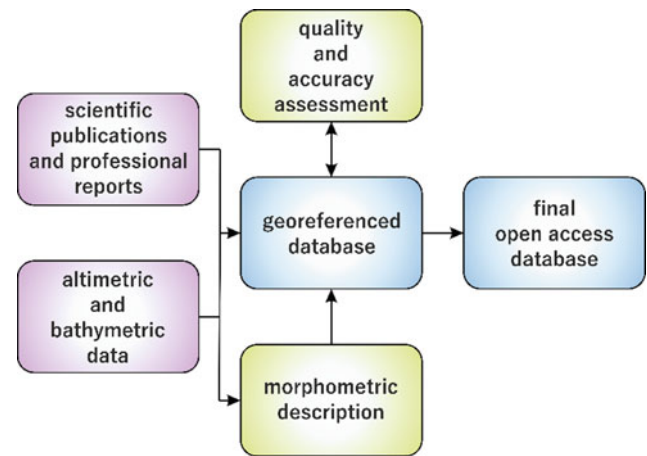 quality
and
accuracy
assessment
scientific
publications
and professional
reports
georeferenced
database
final
open access
database
altimetric
and
bathymetric
data
morphometric
description